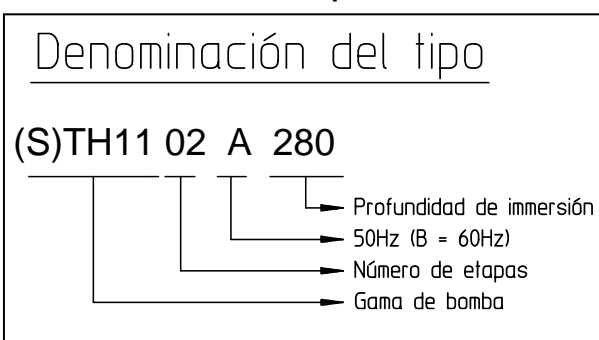 Denominación del tipo
(S)TH11 02 A 280
Profundidad de immersión
50Hz (B = 60Hz)
Número de etapas
Gama de bomba